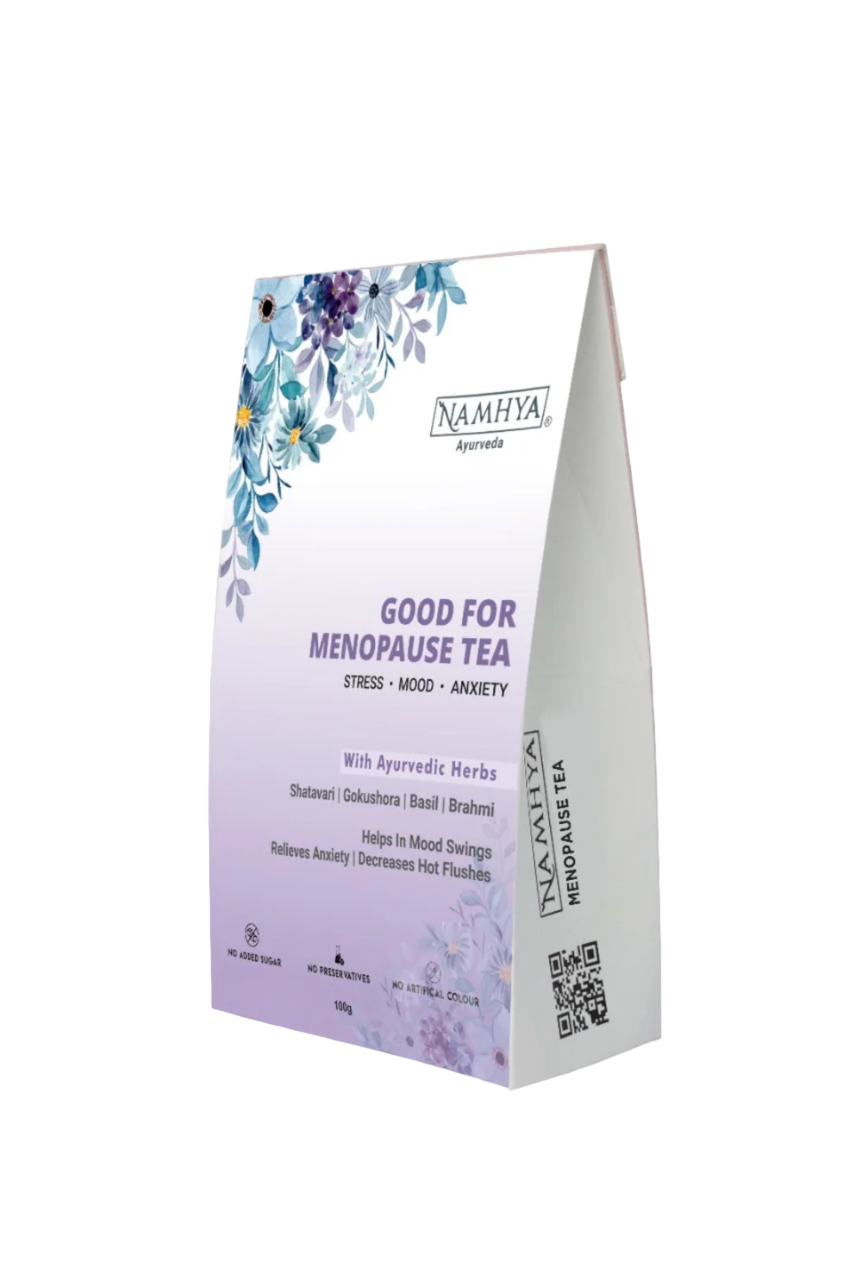 NAMHYA®
Ayurveda
GOOD FOR
MENOPAUSE TEA
STRESS • MOOD • ANXIETY
With Ayurvedic Herbs
Shatavari | Gokushora | Basil | Brahmi
Helps In Mood Swings
Relieves Anxiety | Decreases Hot Flushes
NO ADDED SUGAR
NO PRESERVATIVES
NO ARTIFICAL COLOUR
100g
NAMHYA
MENOPAUSE TEA